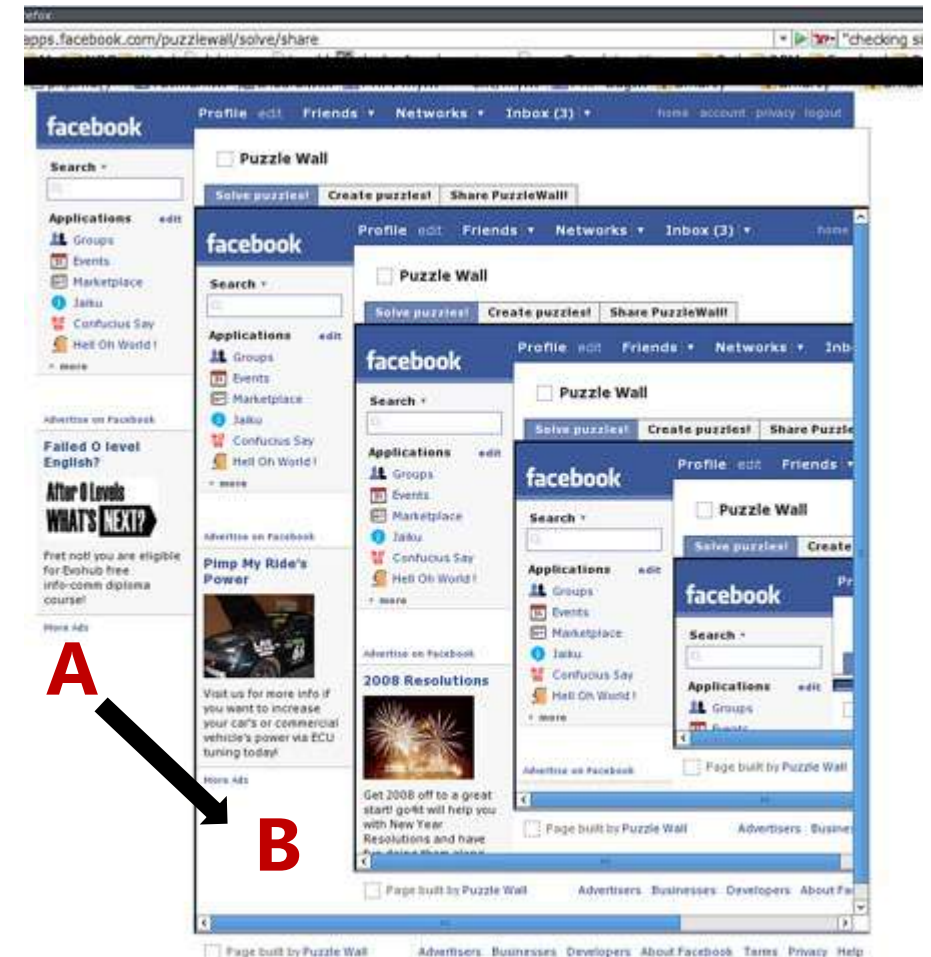 apps.facebook.com/puzzlewall/solve/share
"checking si
facebook
Profile edit Friends Networks Inbox (3)
home account privacy logout
Search
Applications edit
Groups
Events
Marketplace
Jaiku
Confucius Say
Hell Oh World!
more
Advertise on Facebook
Failed O level
English?
After O Levels
WHAT'S NEXT?
Fret not! you are eligible
for Evohub free
info-comm diploma
course!
More Ads
A
Puzzle Wall
Solve puzzles! Create puzzles! Share PuzzleWall!
facebook
Profile edit Friends Networks Inbox (3)
home
Search
Applications edit
Groups
Events
Marketplace
Jaiku
Confucius Say
Hell Oh World!
more
Advertise on Facebook
Pimp My Ride's
Power
Visit us for more info if
you want to increase
your car's or commercial
vehicle's power via ECU
tuning today!
More Ads
B
Puzzle Wall
Solve puzzles! Create puzzles! Share PuzzleWall!
facebook
Profile edit Friends Networks Inb
Search
Applications edit
Groups
Events
Marketplace
Jaiku
Confucius Say
Hell Oh World!
more
Advertise on Facebook
2008 Resolutions
Get 2008 off to a great
start! go4it will help you
with New Year
Resolutions and have
Puzzle Wall
Solve puzzles! Create puzzles! Share Puzzle
facebook
Profile edit Friends
Search
Applications edit
Groups
Events
Marketplace
Jaiku
Confucius Say
Hell Oh World!
more
Advertise on Facebook
Puzzle Wall
Solve puzzles! Create
facebook
Pr
Search
Applications edit
Groups
Events
Page built by Puzzle Wall
Page built by Puzzle Wall Advertisers Busine
Page built by Puzzle Wall Advertisers Businesses Developers About Fa
Page built by Puzzle Wall Advertisers Businesses Developers About Facebook Terms Privacy Help